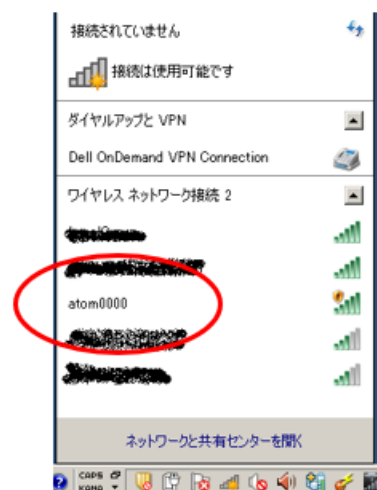 接続されていません
接続は使用可能です
ダイヤルアップと VPN
Dell OnDemand VPN Connection
ワイヤレス ネットワーク接続 2
atom0000
ネットワークと共有センターを開く
CAPS
KANA